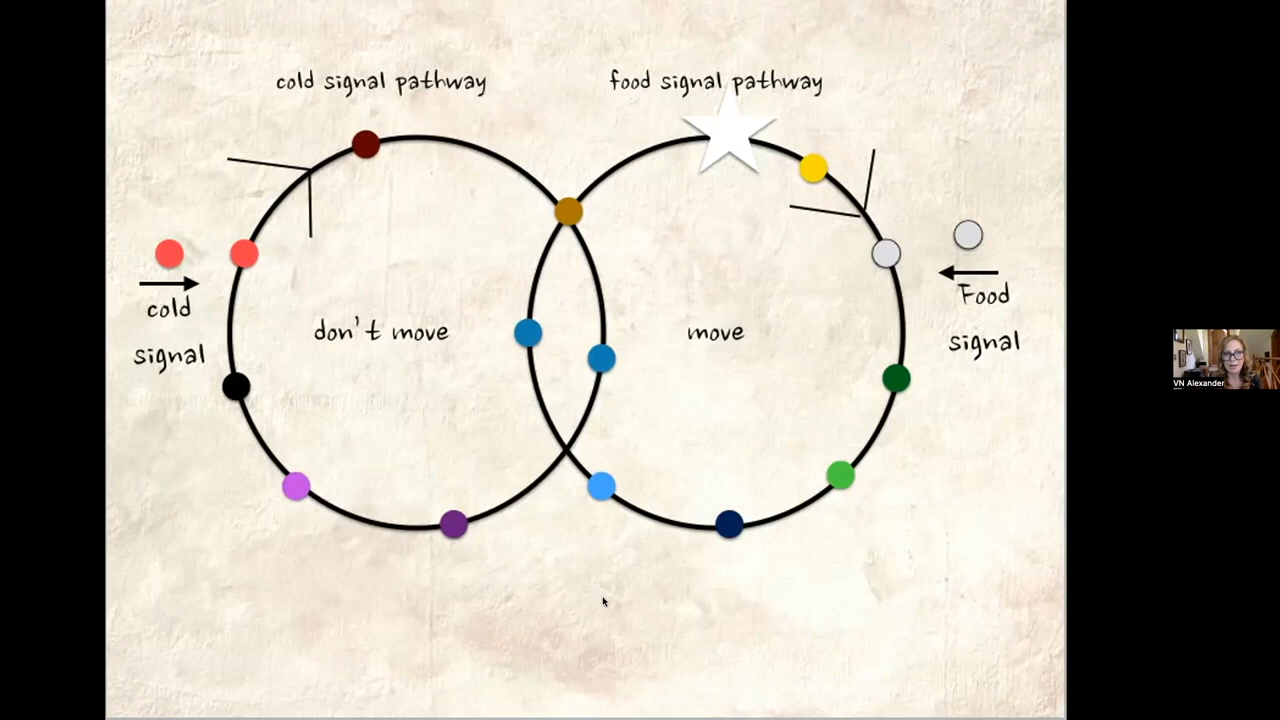 cold signal pathway
food signal pathway
cold
signal
don't move
move
Food
signal
VN Alexander